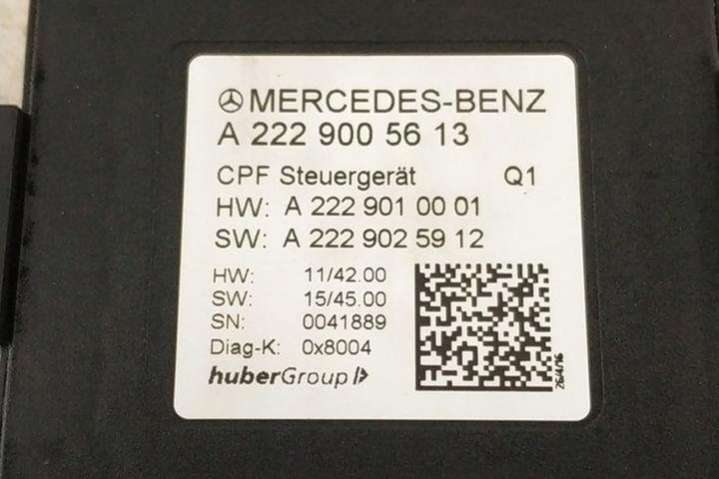 MERCEDES-BENZ
A 222 900 56 13
CPF Steuergerät Q1
HW: A 222 901 00 01
SW: A 222 902 59 12
HW: 11/42.00
SW: 15/45.00
SN: 0041889
Diag-K: 0x8004
huberGroup